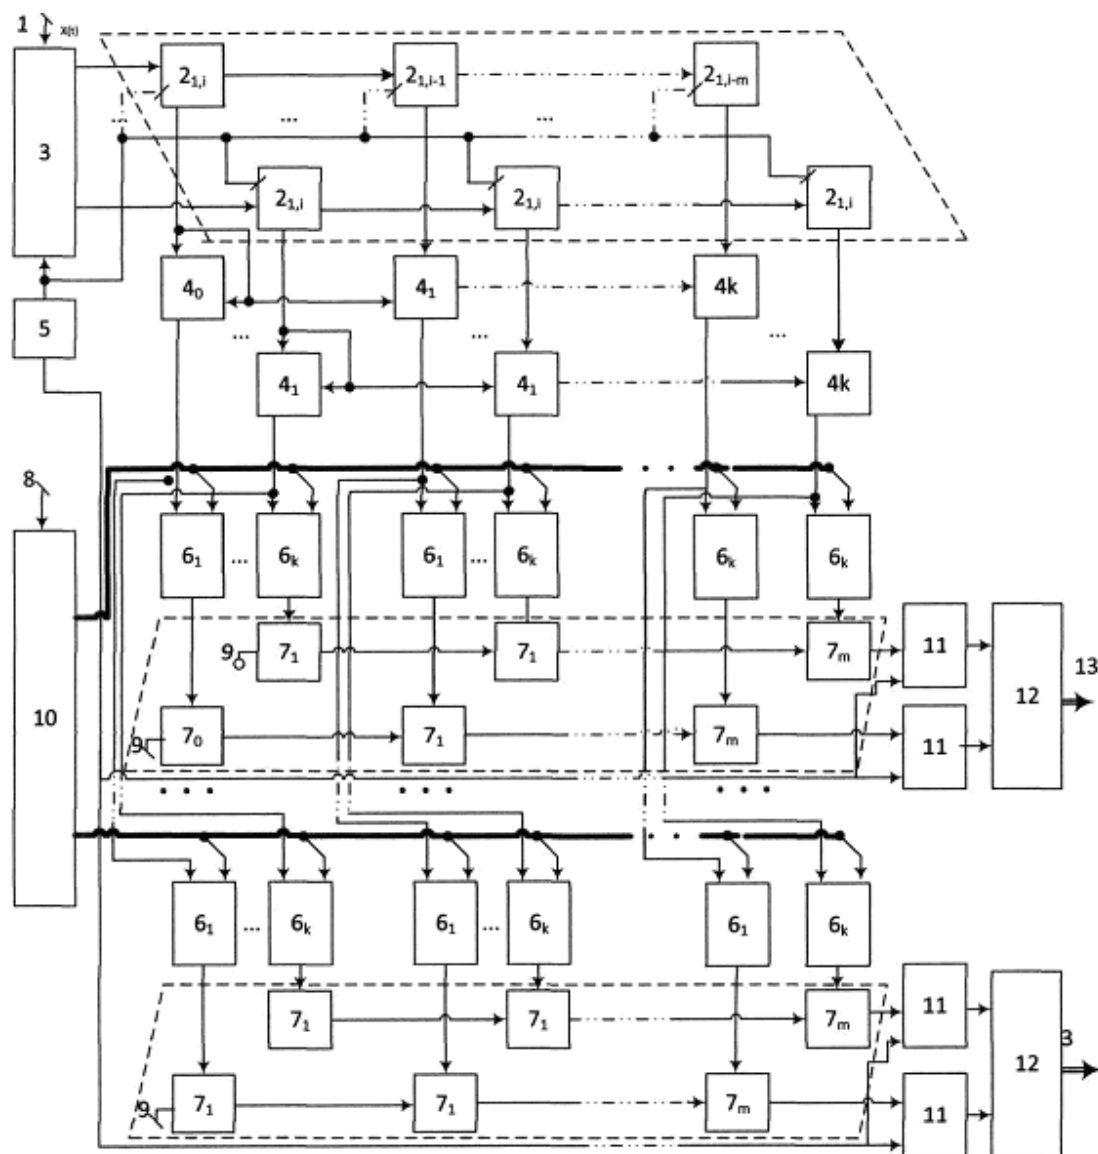 1 X(t)
2₁,ᵢ 2₁,ᵢ₋₁ 2₁,ᵢ₋ₘ
... ... ...
3
2₁,ᵢ 2₁,ᵢ 2₁,ᵢ
4₀ 4₁ 4k
5
... ... ...
4₁ 4₁ 4k
8
6₁ ... 6ₖ 6₁ ... 6ₖ 6ₖ 6ₖ
9 7₁ 7₁ 7ₘ 11
12 13
10
9 7₀ 7₁ 7ₘ 11
... ... ...
6₁ ... 6ₖ 6₁ ... 6ₖ 6₁ 6ₖ
7₁ 7₁ 7ₘ 11
12 3
9 7₁ 7₁ 7ₘ 11